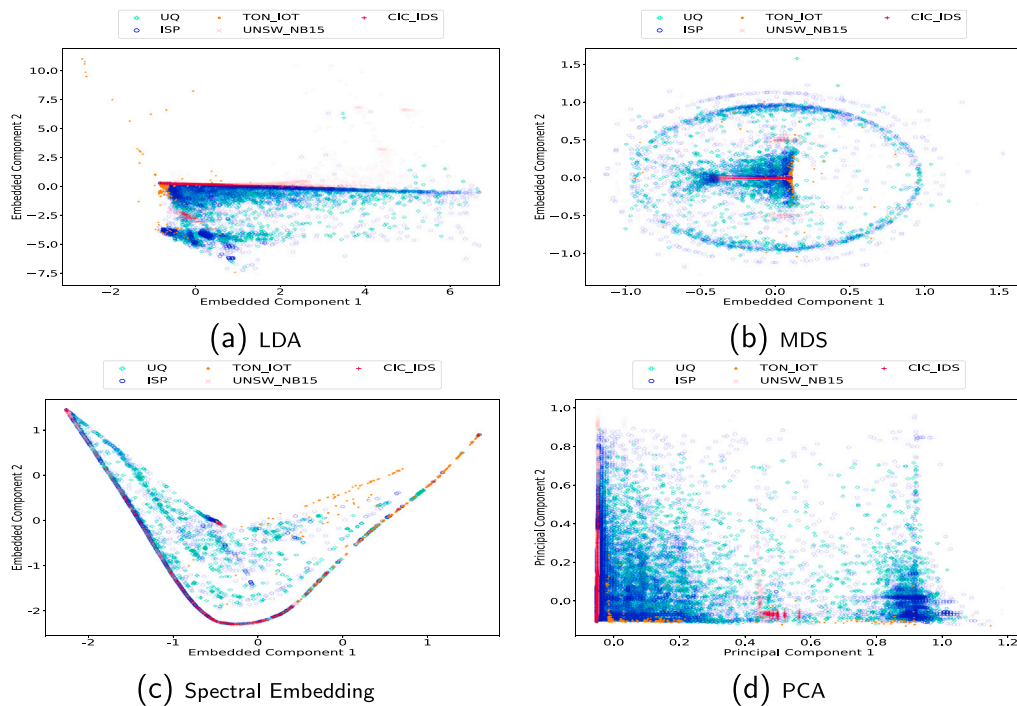 UQ TON_IOT CIC_IDS
ISP UNSW_NB15
UQ TON_IOT CIC_IDS
ISP UNSW_NB15
Embedded Component 2
10.0
7.5
5.0
2.5
0.0
−2.5
−5.0
−7.5
−2 0 2 4 6
Embedded Component 1
(a) LDA
Embedded Component 2
1.5
1.0
0.5
0.0
−0.5
−1.0
−1.0 −0.5 0.0 0.5 1.0 1.5
Embedded Component 1
(b) MDS
UQ TON_IOT CIC_IDS
ISP UNSW_NB15
UQ TON_IOT CIC_IDS
ISP UNSW_NB15
Embedded Component 2
1
0
0
−1
−2
−2 −1 0 0 1
Embedded Component 1
(c) Spectral Embedding
Principal Component 2
1.0
0.8
0.6
0.4
0.2
0.0
0.0 0.2 0.4 0.6 0.8 1.0 1.2
Principal Component 1
(d) PCA